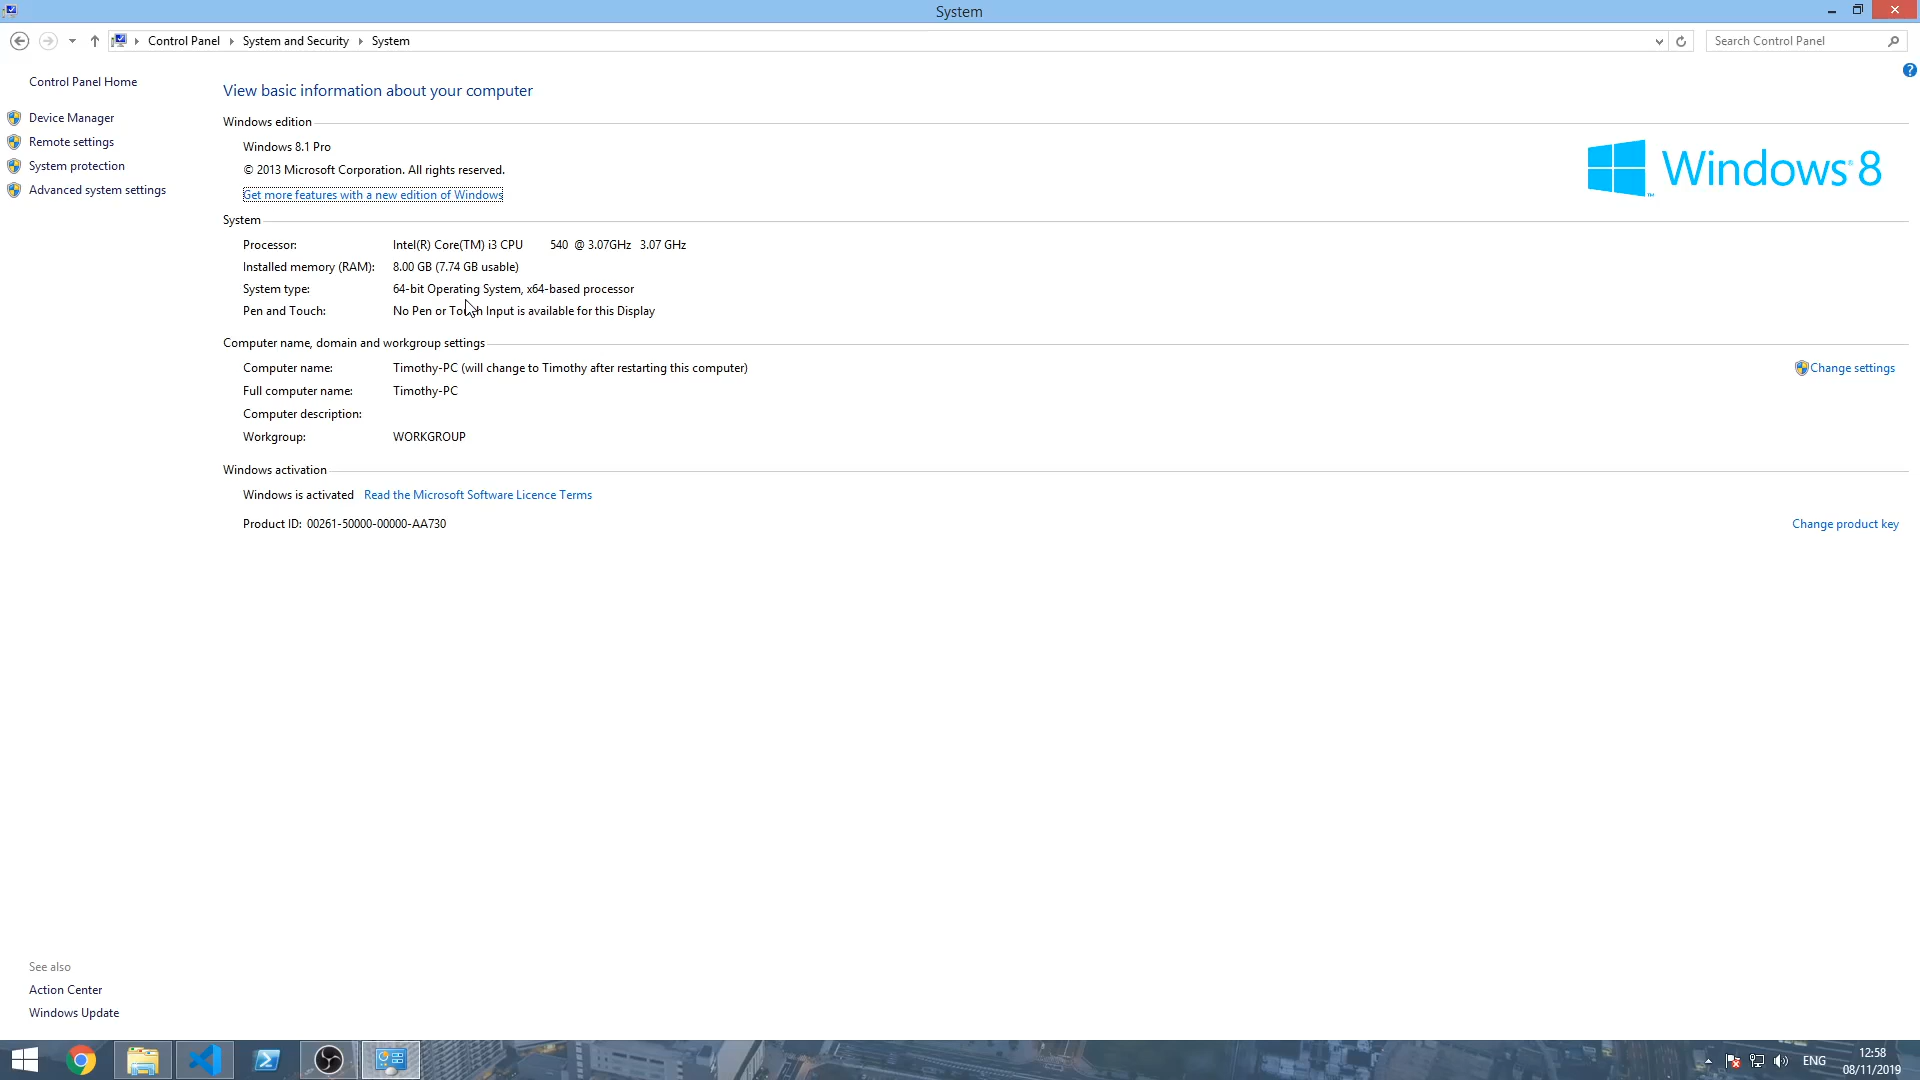 System
Control Panel System and Security System
Search Control Panel
Control Panel Home
Device Manager
Remote settings
System protection
Advanced system settings
View basic information about your computer
Windows edition
Windows 8.1 Pro
© 2013 Microsoft Corporation. All rights reserved.
Get more features with a new edition of Windows
Windows® 8
System
Processor: Intel(R) Core(TM) i3 CPU 540 @ 3.07GHz 3.07 GHz
Installed memory (RAM): 8.00 GB (7.74 GB usable)
System type: 64-bit Operating System, x64-based processor
Pen and Touch: No Pen or Touch Input is available for this Display
Computer name, domain and workgroup settings
Computer name: Timothy-PC (will change to Timothy after restarting this computer)
Change settings
Full computer name: Timothy-PC
Computer description:
Workgroup: WORKGROUP
Windows activation
Windows is activated Read the Microsoft Software Licence Terms
Product ID: 00261-50000-00000-AA730
Change product key
See also
Action Center
Windows Update
ENG
12:58
08/11/2019